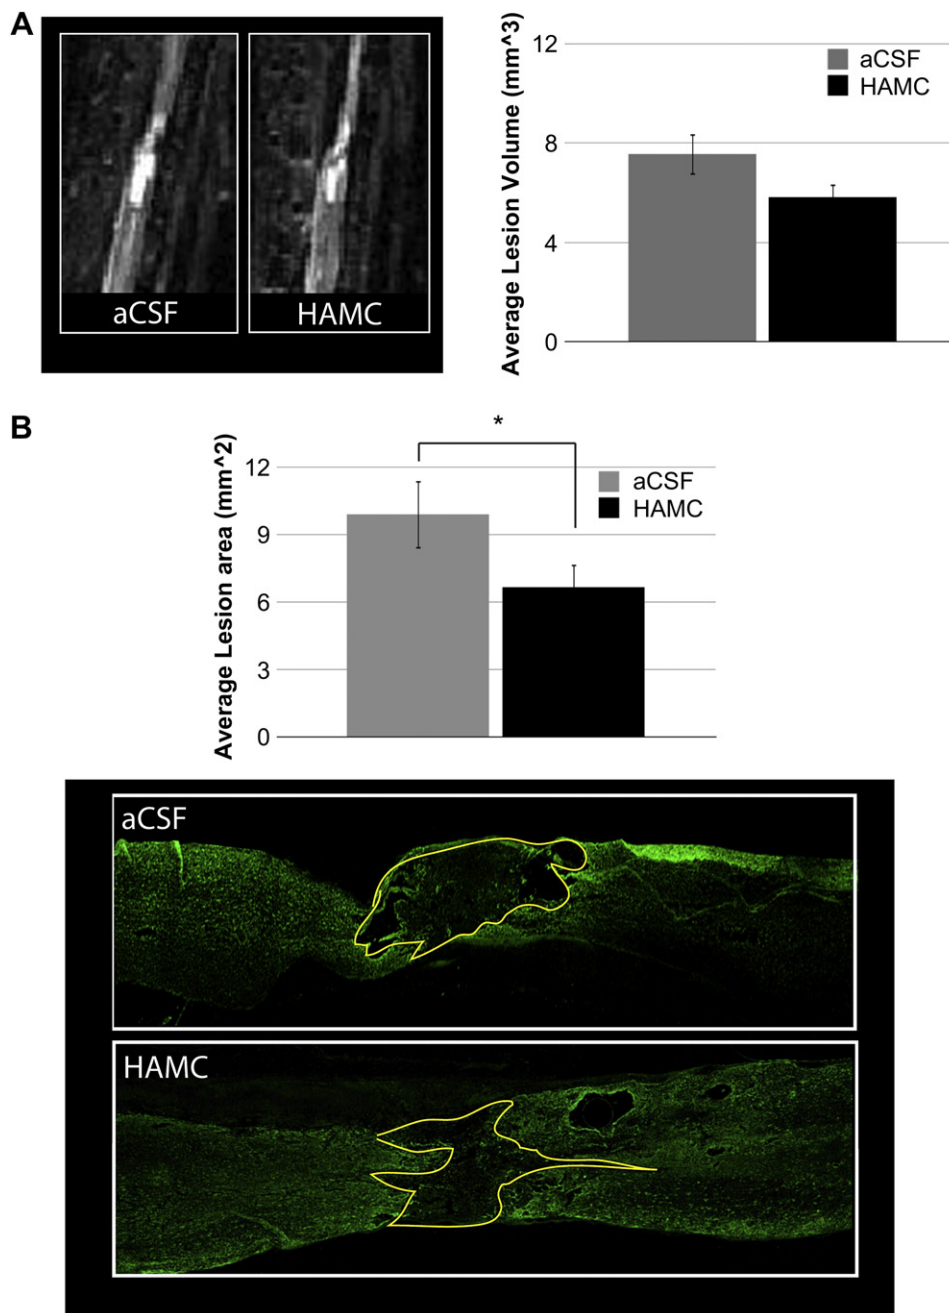 A
aCSF
HAMC
Average Lesion Volume (mm^3)
12
8
4
0
aCSF
HAMC
B
*
Average Lesion area (mm^2)
12
9
6
3
0
aCSF
HAMC
aCSF
HAMC